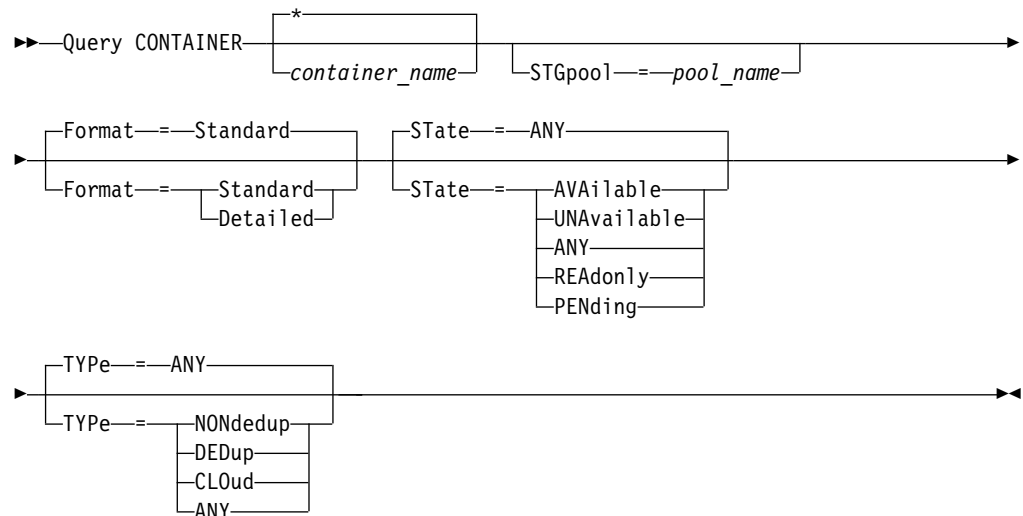 *
Query CONTAINER
container_name
STGpool = pool_name
Format = Standard
STate = ANY
Format = Standard
STate = AVAilable
Detailed
UNAvailable
ANY
REAdonly
PENding
TYPe = ANY
TYPe = NONdedup
DEDup
CLOud
ANY